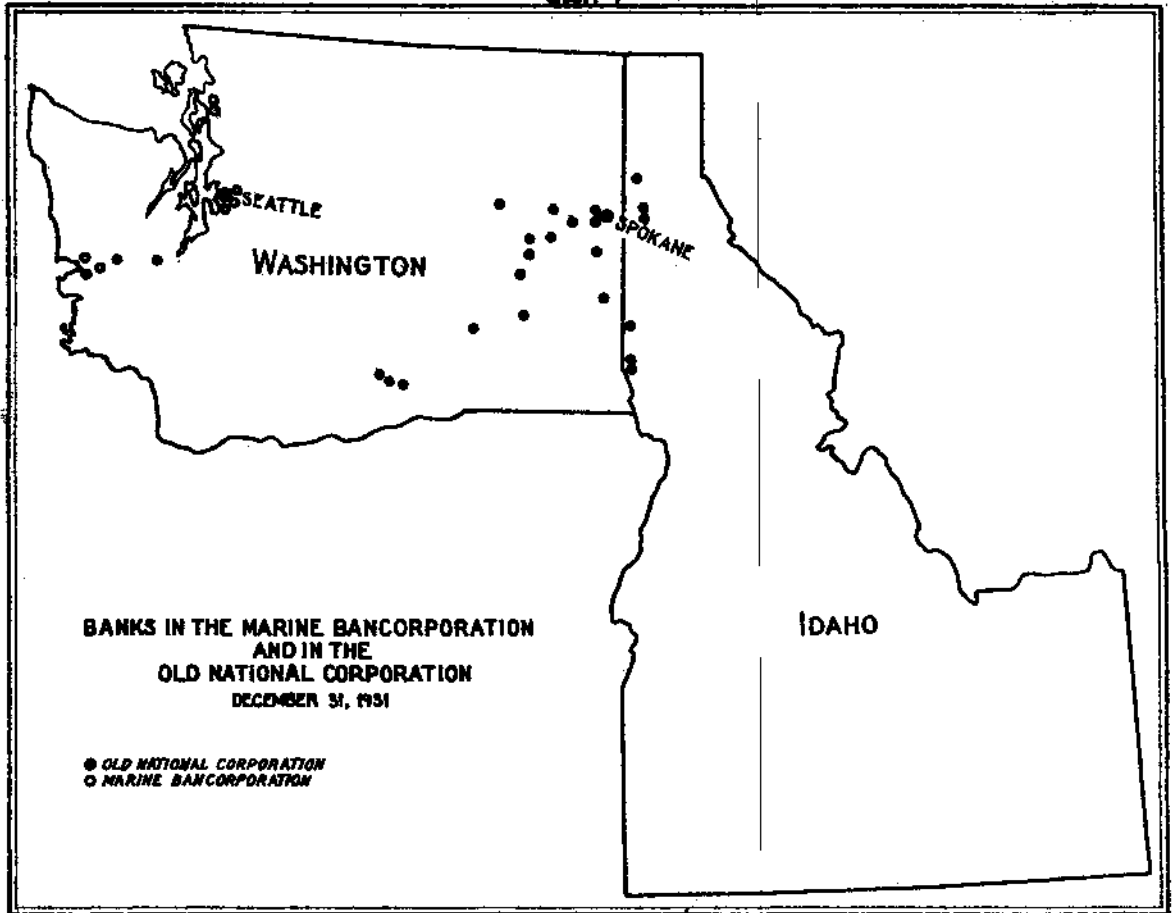 SEATTLE
SPOKANE
WASHINGTON
IDAHO
BANKS IN THE MARINE BANCORPORATION
AND IN THE
OLD NATIONAL CORPORATION
DECEMBER 31, 1931
OLD NATIONAL CORPORATION
MARINE BANCORPORATION